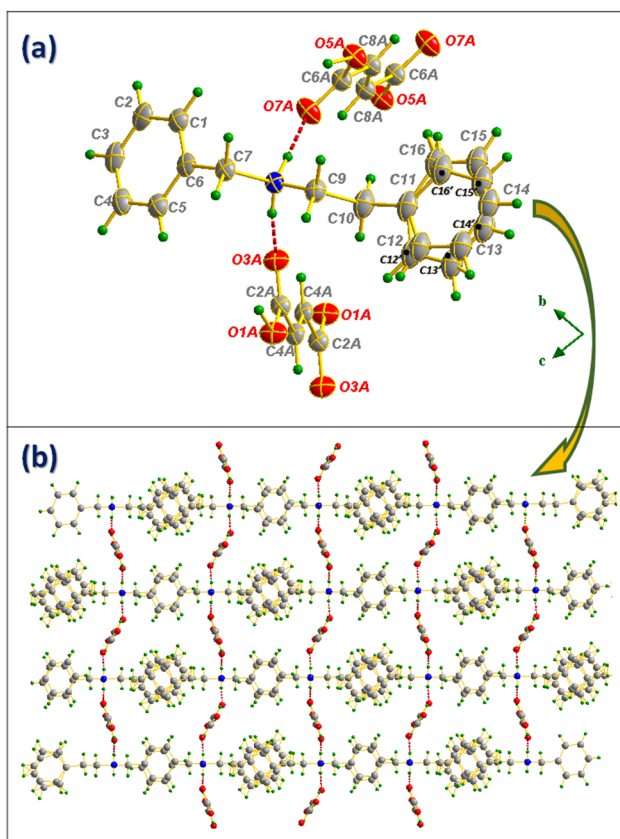 (a)
O5A
C8A
O7A
C6A
C6A
O7A
O5A
C8A
C2
C1
C3
C7
C6
C4
C5
C9
C10
C11
C16
C15
C16'
C15'
C14
C14'
C12
C13
C12'
C13'
O3A
C2A
C4A
O1A
O1A
C4A
C2A
O3A
b
c
(b)